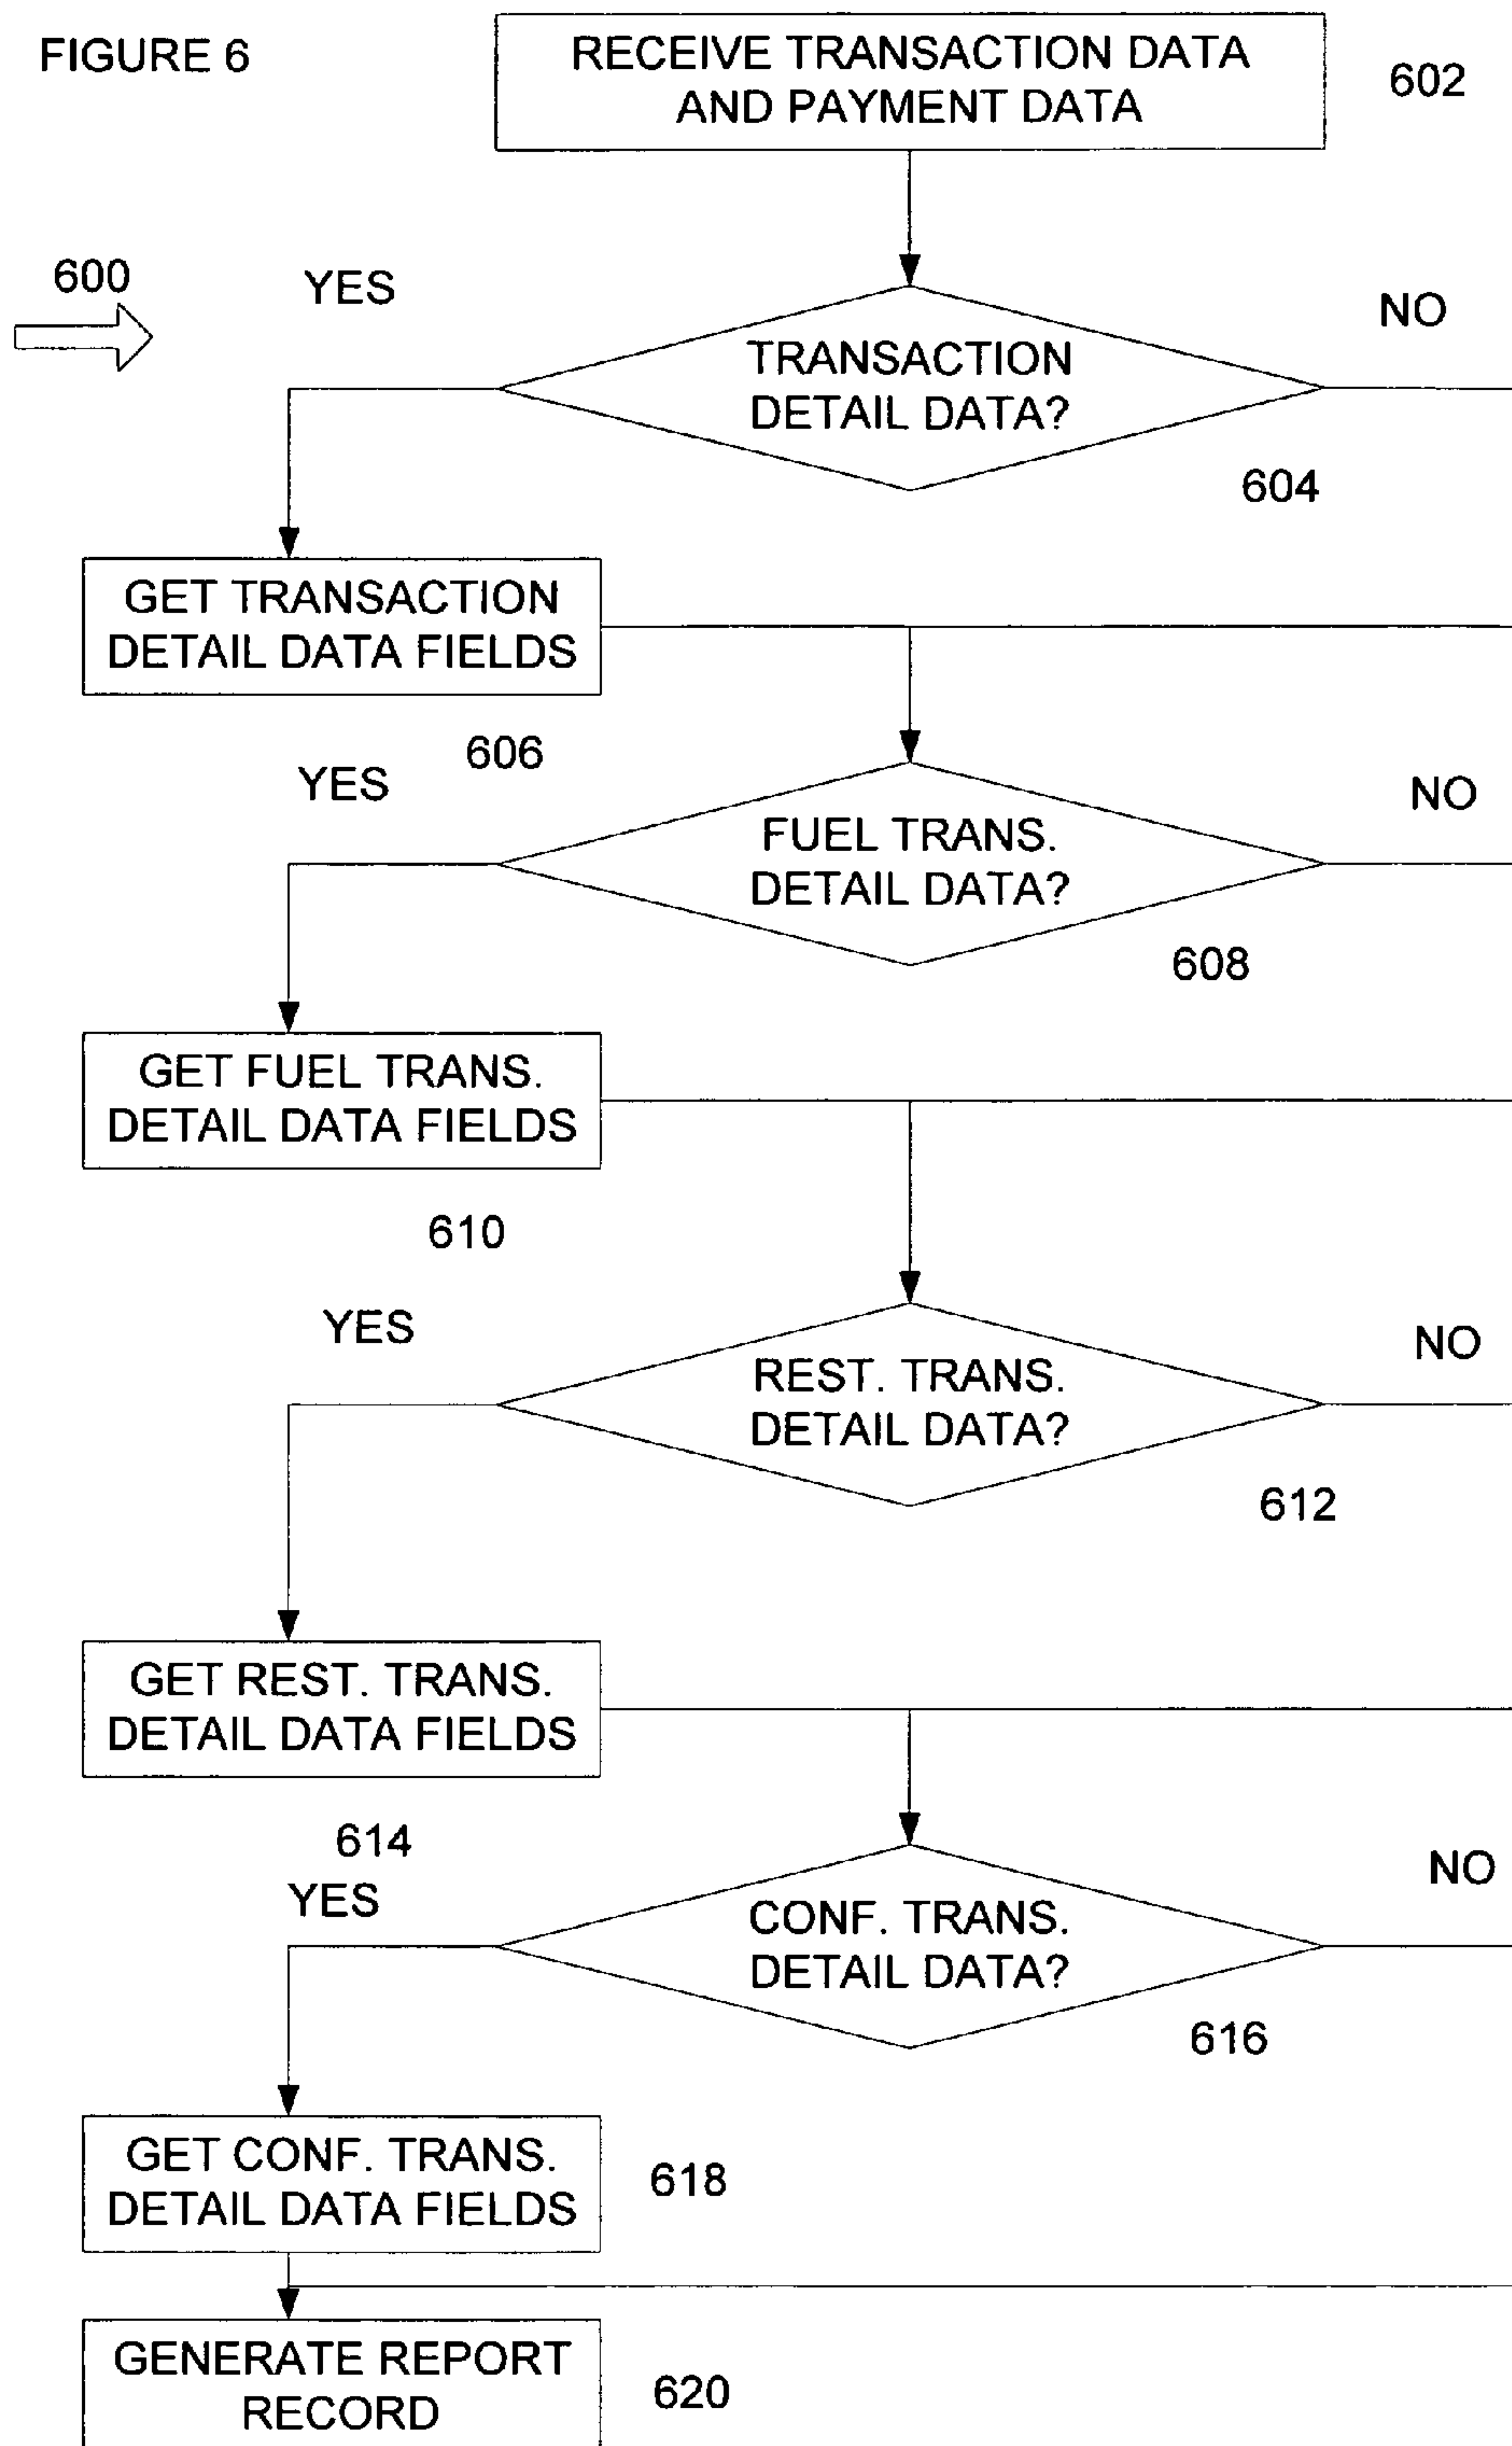 FIGURE 6
RECEIVE TRANSACTION DATA
AND PAYMENT DATA
602
600
YES
NO
TRANSACTION
DETAIL DATA?
604
GET TRANSACTION
DETAIL DATA FIELDS
606
YES
NO
FUEL TRANS.
DETAIL DATA?
608
GET FUEL TRANS.
DETAIL DATA FIELDS
610
YES
NO
REST. TRANS.
DETAIL DATA?
612
GET REST. TRANS.
DETAIL DATA FIELDS
614
YES
NO
CONF. TRANS.
DETAIL DATA?
616
GET CONF. TRANS.
DETAIL DATA FIELDS
618
GENERATE REPORT
RECORD
620